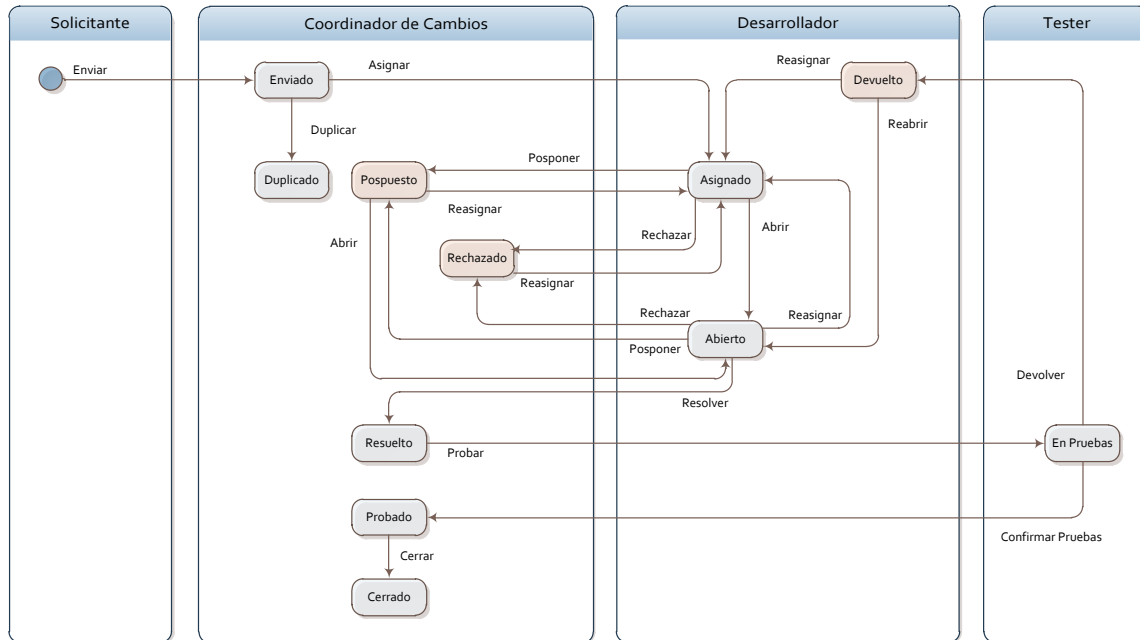 Solicitante
Coordinador de Cambios
Desarrollador
Tester
Enviar
Enviado
Asignar
Reasignar
Devuelto
Duplicar
Reabrir
Duplicado
Pospuesto
Posponer
Asignado
Reasignar
Abrir
Rechazar
Abrir
Rechazado
Reasignar
Rechazar
Reasignar
Abierto
Posponer
Devolver
Resolver
Resuelto
Probar
En Pruebas
Probado
Confirmar Pruebas
Cerrar
Cerrado